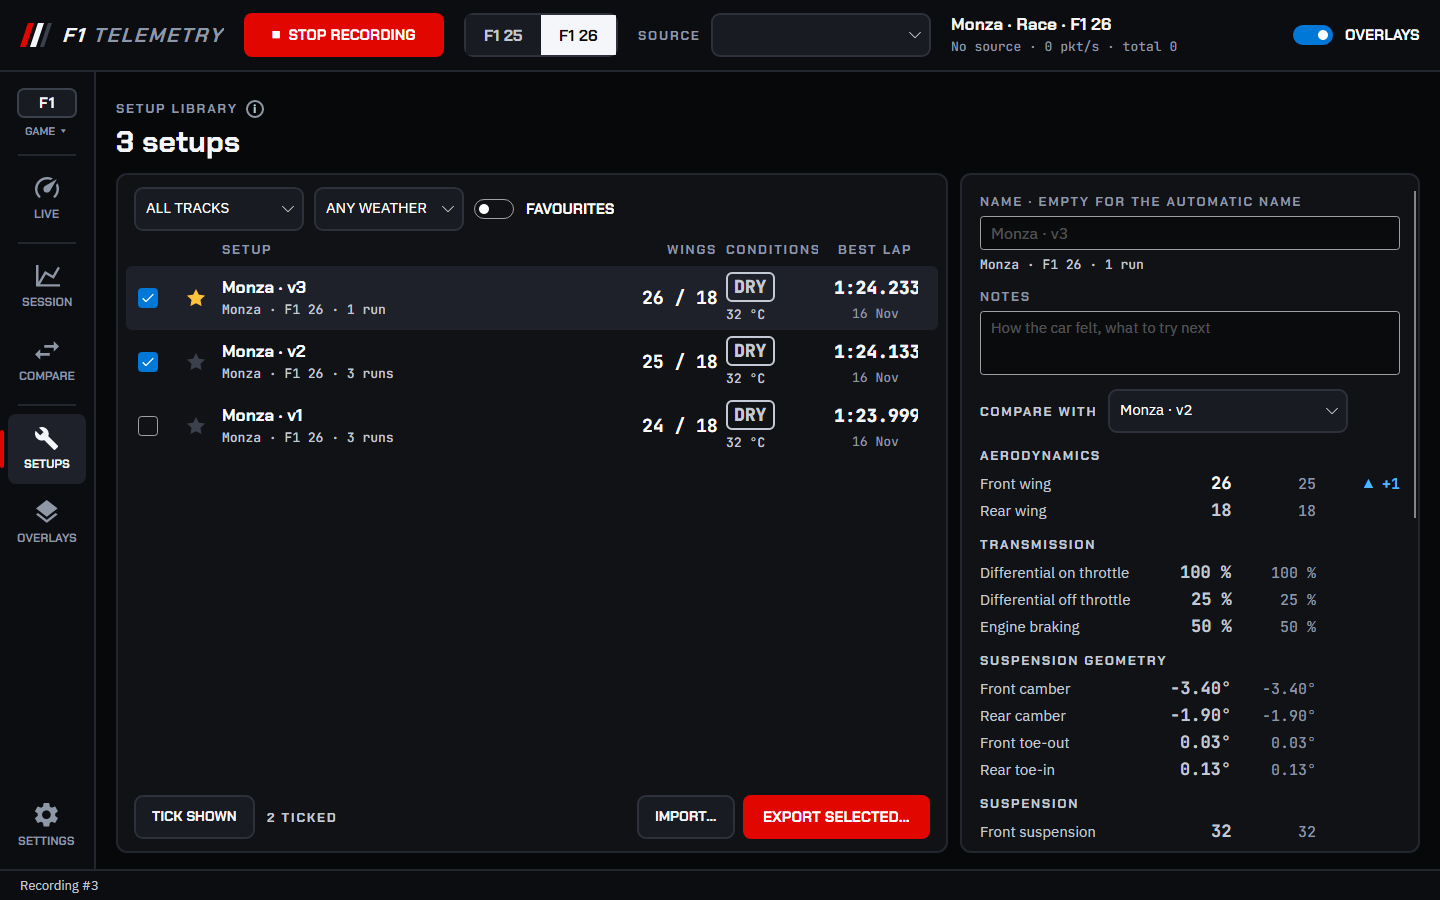 F1 TELEMETRY
STOP RECORDING
F1 25
F1 26
SOURCE
Monza · Race · F1 26
No source · 0 pkt/s · total 0
OVERLAYS
F1
GAME
LIVE
SESSION
COMPARE
SETUPS
OVERLAYS
SETTINGS
SETUP LIBRARY
3 setups
ALL TRACKS
ANY WEATHER
FAVOURITES
SETUP WINGS CONDITIONS BEST LAP
Monza · v3 26 / 18 DRY 1:24.233
Monza · F1 26 · 1 run 32 °C 16 Nov
Monza · v2 25 / 18 DRY 1:24.133
Monza · F1 26 · 3 runs 32 °C 16 Nov
Monza · v1 24 / 18 DRY 1:23.999
Monza · F1 26 · 3 runs 32 °C 16 Nov
TICK SHOWN
2 TICKED
IMPORT...
EXPORT SELECTED...
NAME · EMPTY FOR THE AUTOMATIC NAME
Monza · v3
Monza · F1 26 · 1 run
NOTES
How the car felt, what to try next
COMPARE WITH Monza · v2
AERODYNAMICS
Front wing 26 25 ▲ +1
Rear wing 18 18
TRANSMISSION
Differential on throttle 100 % 100 %
Differential off throttle 25 % 25 %
Engine braking 50 % 50 %
SUSPENSION GEOMETRY
Front camber -3.40° -3.40°
Rear camber -1.90° -1.90°
Front toe-out 0.03° 0.03°
Rear toe-in 0.13° 0.13°
SUSPENSION
Front suspension 32 32
Recording #3